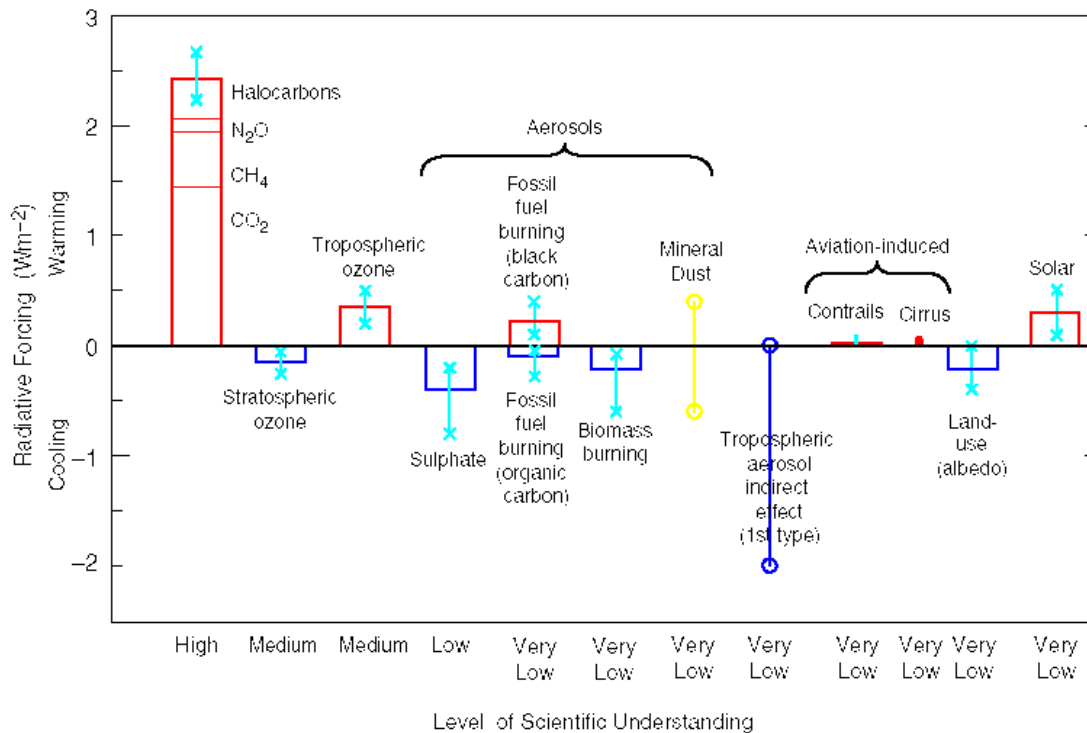 3
2
1
0
−1
−2
Radiative Forcing (Wm−2)
Cooling Warming
Halocarbons
N2O
CH4
CO2
Stratospheric
ozone
Tropospheric
ozone
Aerosols
Sulphate
Fossil
fuel
burning
(black
carbon)
Fossil
fuel
burning
(organic
carbon)
Biomass
burning
Mineral
Dust
Tropospheric
aerosol
indirect
effect
(1st type)
Aviation-induced
Contrails
Cirrus
Land-
use
(albedo)
Solar
High
Medium
Medium
Low
Very
Low
Very
Low
Very
Low
Very
Low
Very
Low
Very
Low
Very
Low
Very
Low
Level of Scientific Understanding